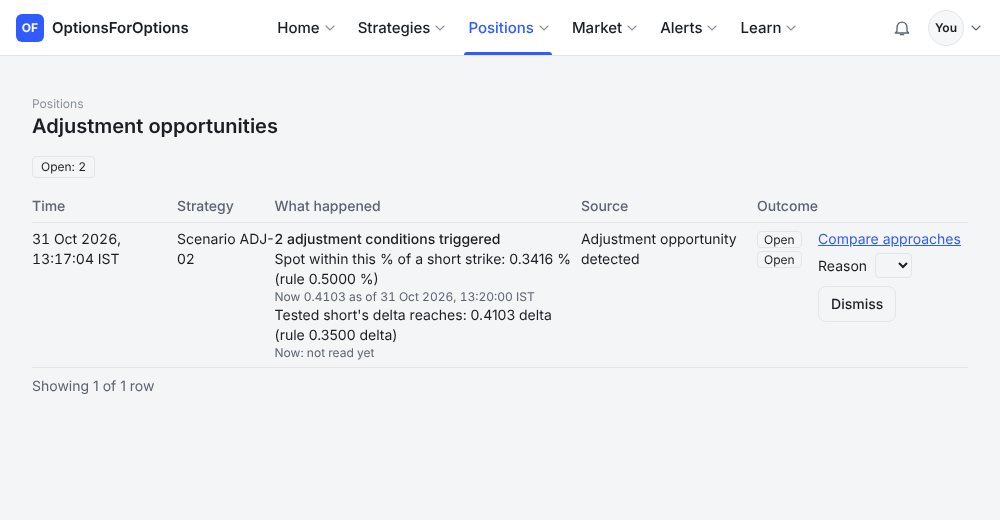 OF OptionsForOptions Home Strategies Positions Market Alerts Learn You
Positions
Adjustment opportunities
Open: 2
Time Strategy What happened Source Outcome
31 Oct 2026,
13:17:04 IST
Scenario ADJ-
02
2 adjustment conditions triggered
Spot within this % of a short strike: 0.3416 %
(rule 0.5000 %)
Now 0.4103 as of 31 Oct 2026, 13:20:00 IST
Tested short's delta reaches: 0.4103 delta
(rule 0.3500 delta)
Now: not read yet
Adjustment opportunity
detected
Open
Open
Compare approaches
Reason
Dismiss
Showing 1 of 1 row